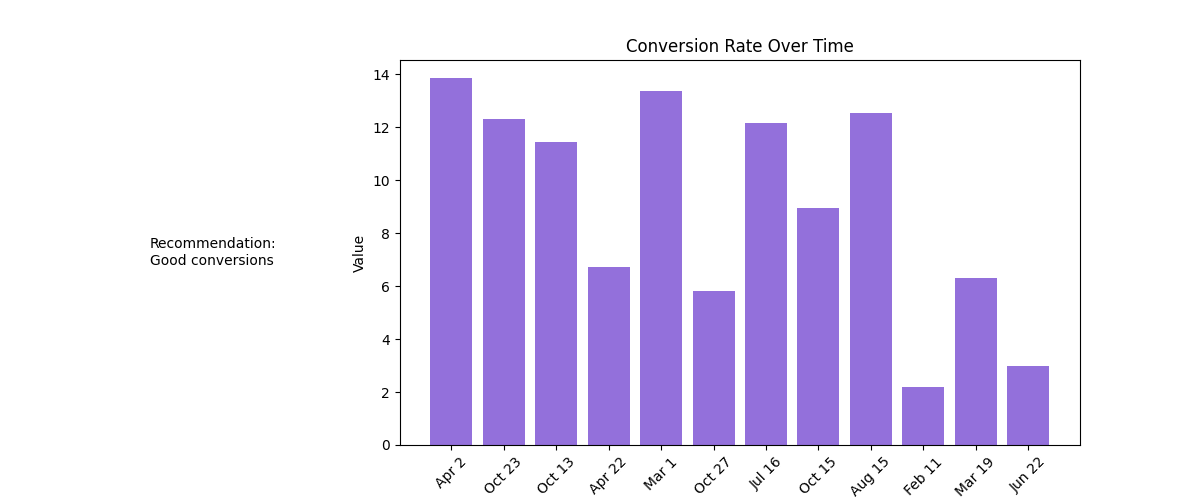 Conversion Rate Over Time
Recommendation:
Good conversions
Value
14
12
10
8
6
4
2
0
Apr 2
Oct 23
Oct 13
Apr 22
Mar 1
Oct 27
Jul 16
Oct 15
Aug 15
Feb 11
Mar 19
Jun 22